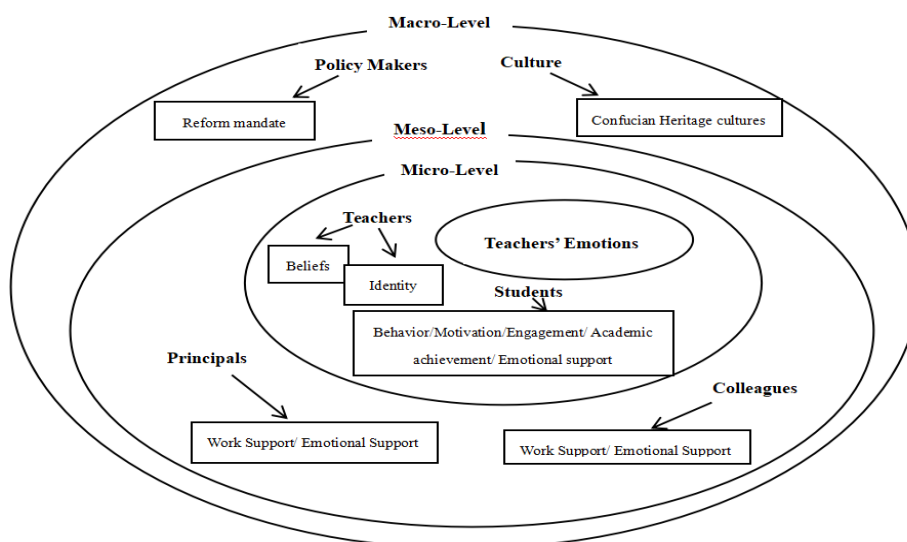 Macro-Level
Policy Makers
Culture
Reform mandate
Confucian Heritage cultures
Meso-Level
Micro-Level
Teachers
Teachers’ Emotions
Beliefs
Identity
Students
Behavior/Motivation/Engagement/ Academic
achievement/ Emotional support
Principals
Colleagues
Work Support/ Emotional Support
Work Support/ Emotional Support